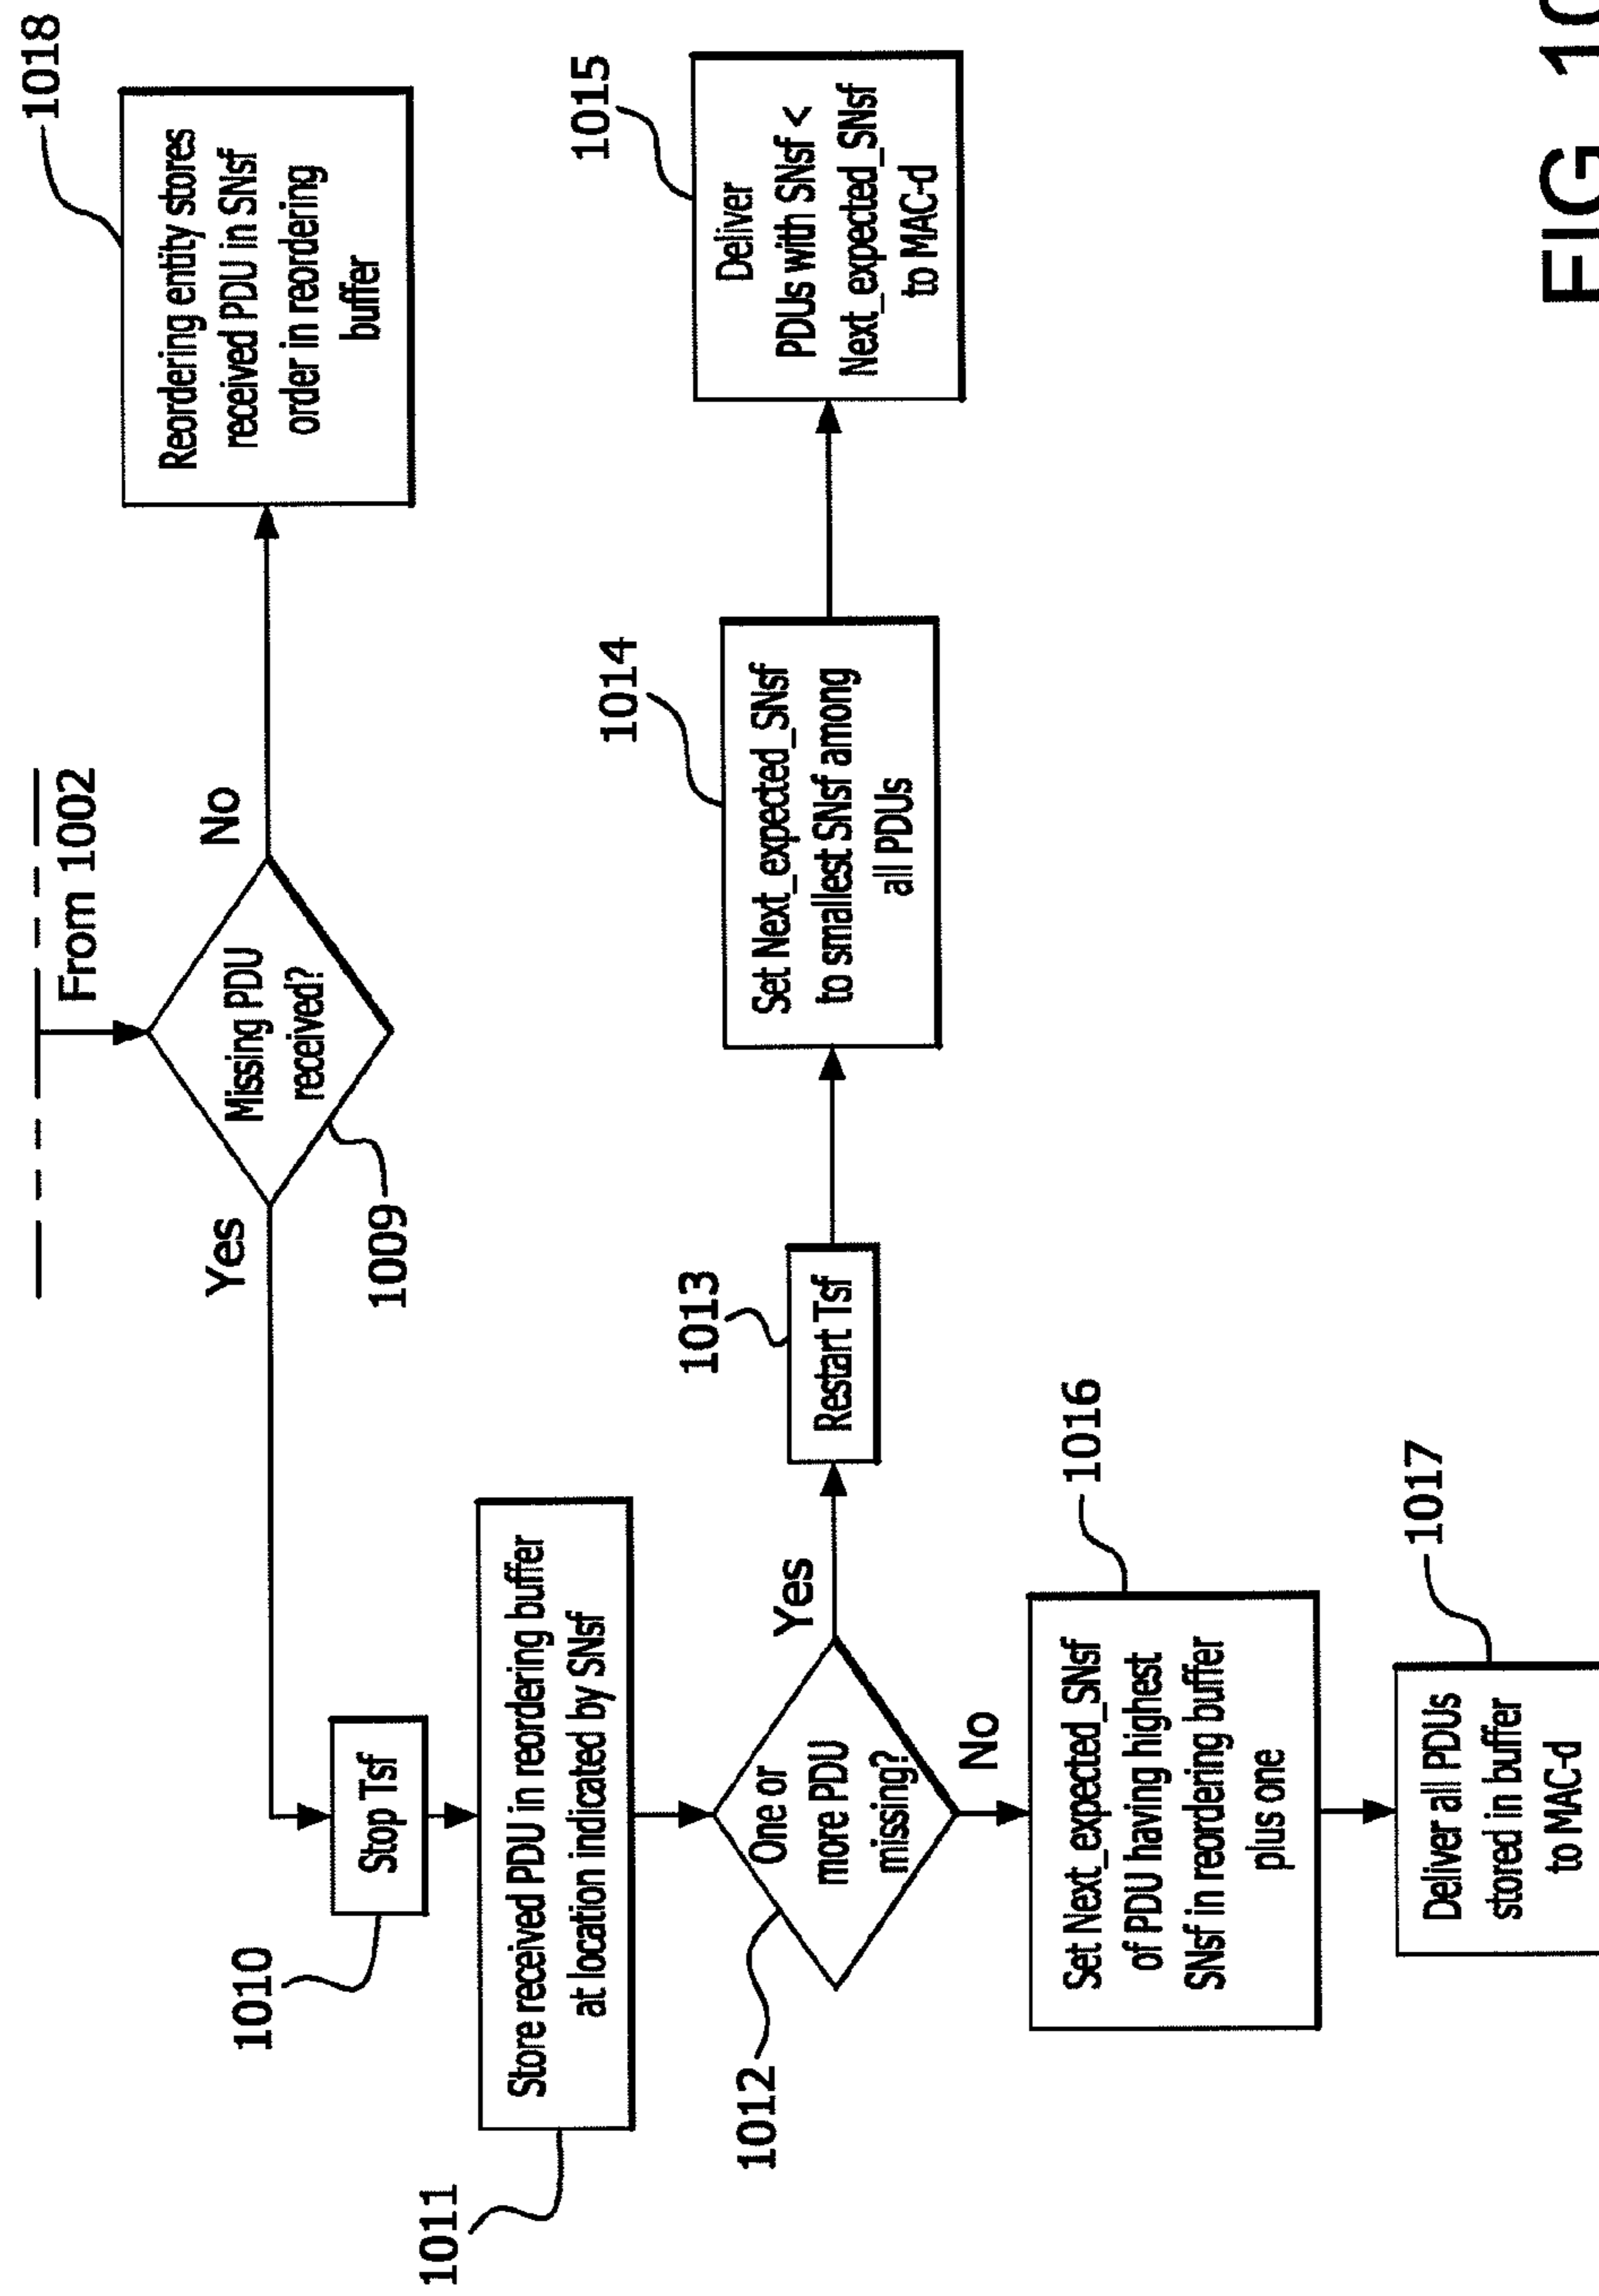 From 1002
Missing PDU
received?
1009
Yes
No
1018
Reordering entity stores
received PDU in SNsf
order in reordering
buffer
1010
Stop Tsf
1011
Store received PDU in reordering buffer
at location indicated by SNsf
1012
One or
more PDU
missing?
Yes
No
1013
Restart Tsf
1014
Set Next_expected_SNsf
to smallest SNsf among
all PDUs
1015
Deliver
PDUs with SNsf <
Next_expected_SNsf
to MAC-d
1016
Set Next_expected_SNsf
of PDU having highest
SNsf in reordering buffer
plus one
1017
Deliver all PDUs
stored in buffer
to MAC-d